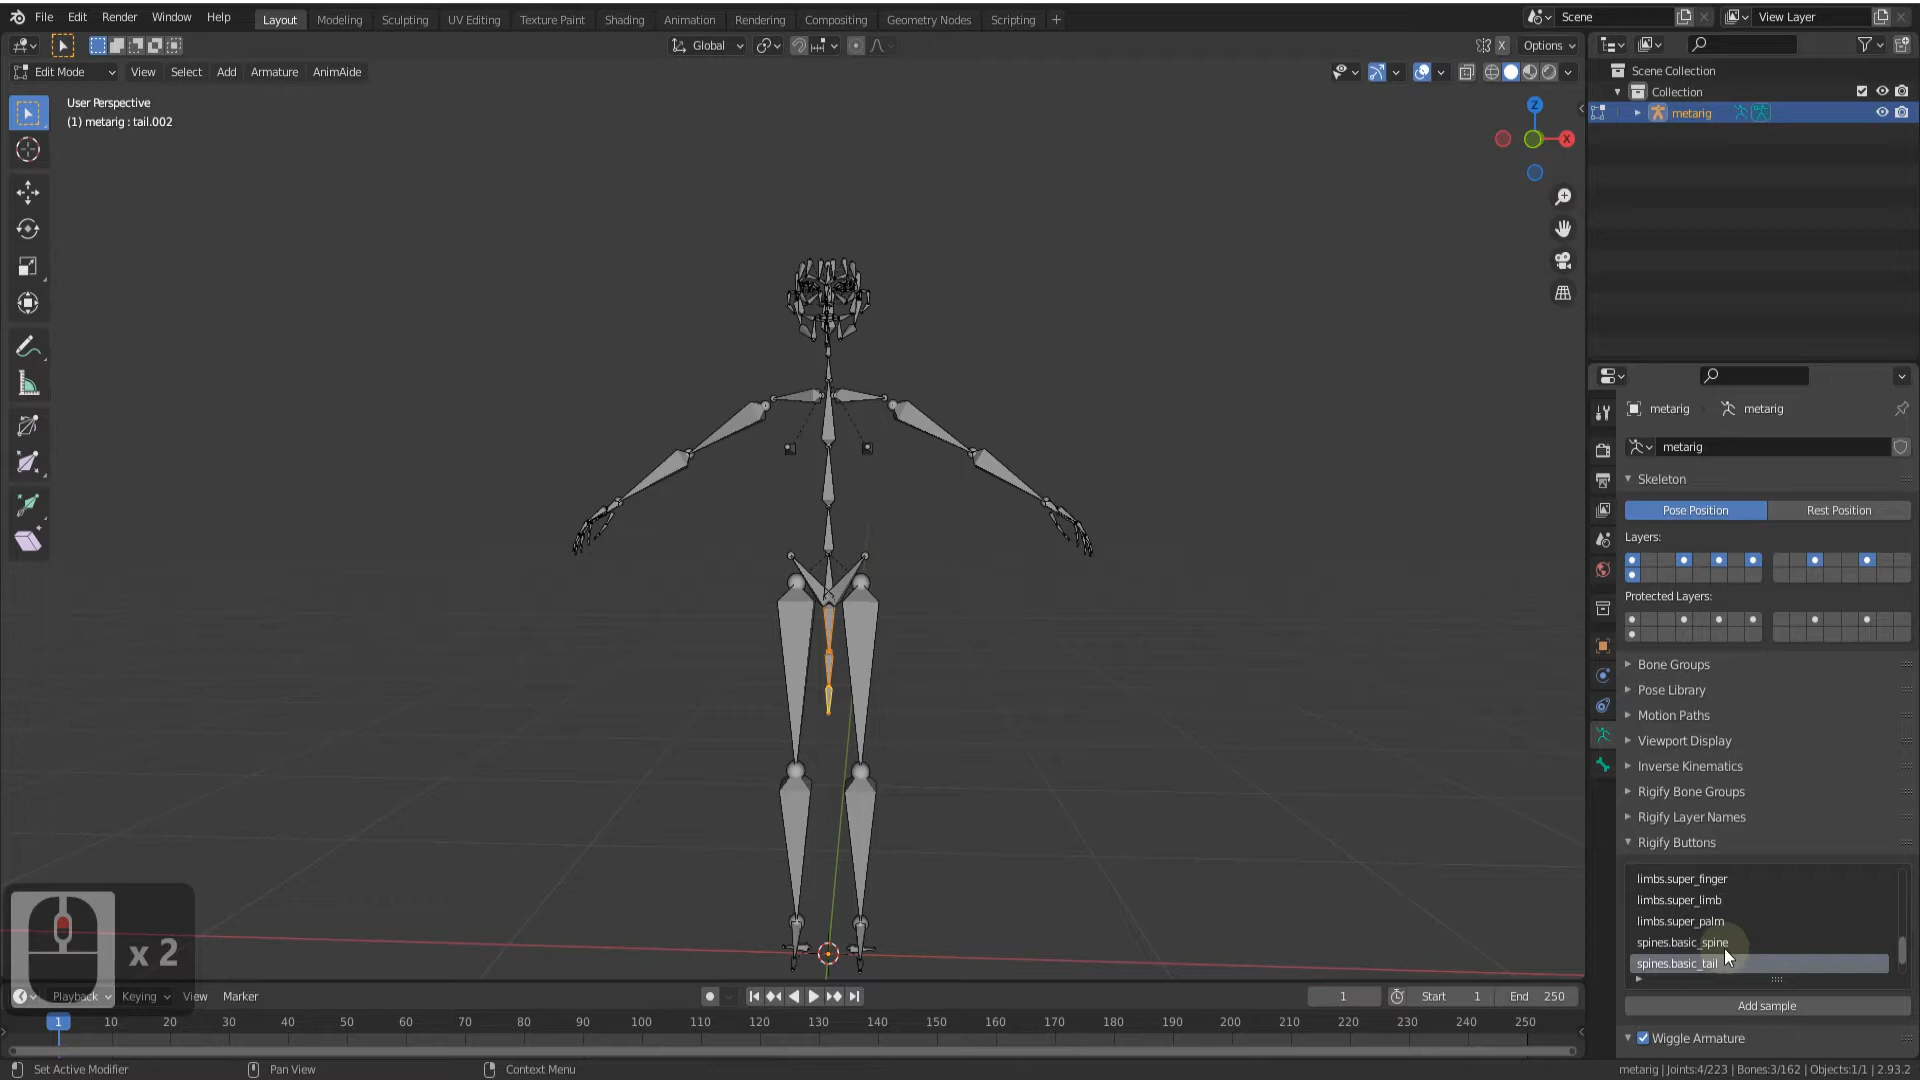 File Edit Render Window Help Layout Modeling Sculpting UV Editing Texture Paint Shading Animation Rendering Compositing Geometry Nodes Scripting + Scene View Layer
Global X Options
Edit Mode View Select Add Armature AnimAide
User Perspective
(1) metarig : tail.002
Z
X
Scene Collection
Collection
metarig
metarig metarig
metarig
Skeleton
Pose Position Rest Position
Layers:
Protected Layers:
Bone Groups
Pose Library
Motion Paths
Viewport Display
Inverse Kinematics
Rigify Bone Groups
Rigify Layer Names
Rigify Buttons
limbs.super_finger
limbs.super_limb
limbs.super_palm
spines.basic_spine
spines.basic_tail
Add sample
Wiggle Armature
x 2
Playback Keying View Marker 1 Start 1 End 250
1 10 20 30 40 50 60 70 80 90 100 110 120 130 140 150 160 170 180 190 200 210 220 230 240 250
Set Active Modifier Pan View Context Menu metarig | Joints:4/223 | Bones:3/162 | Objects:1/1 | 2.93.2